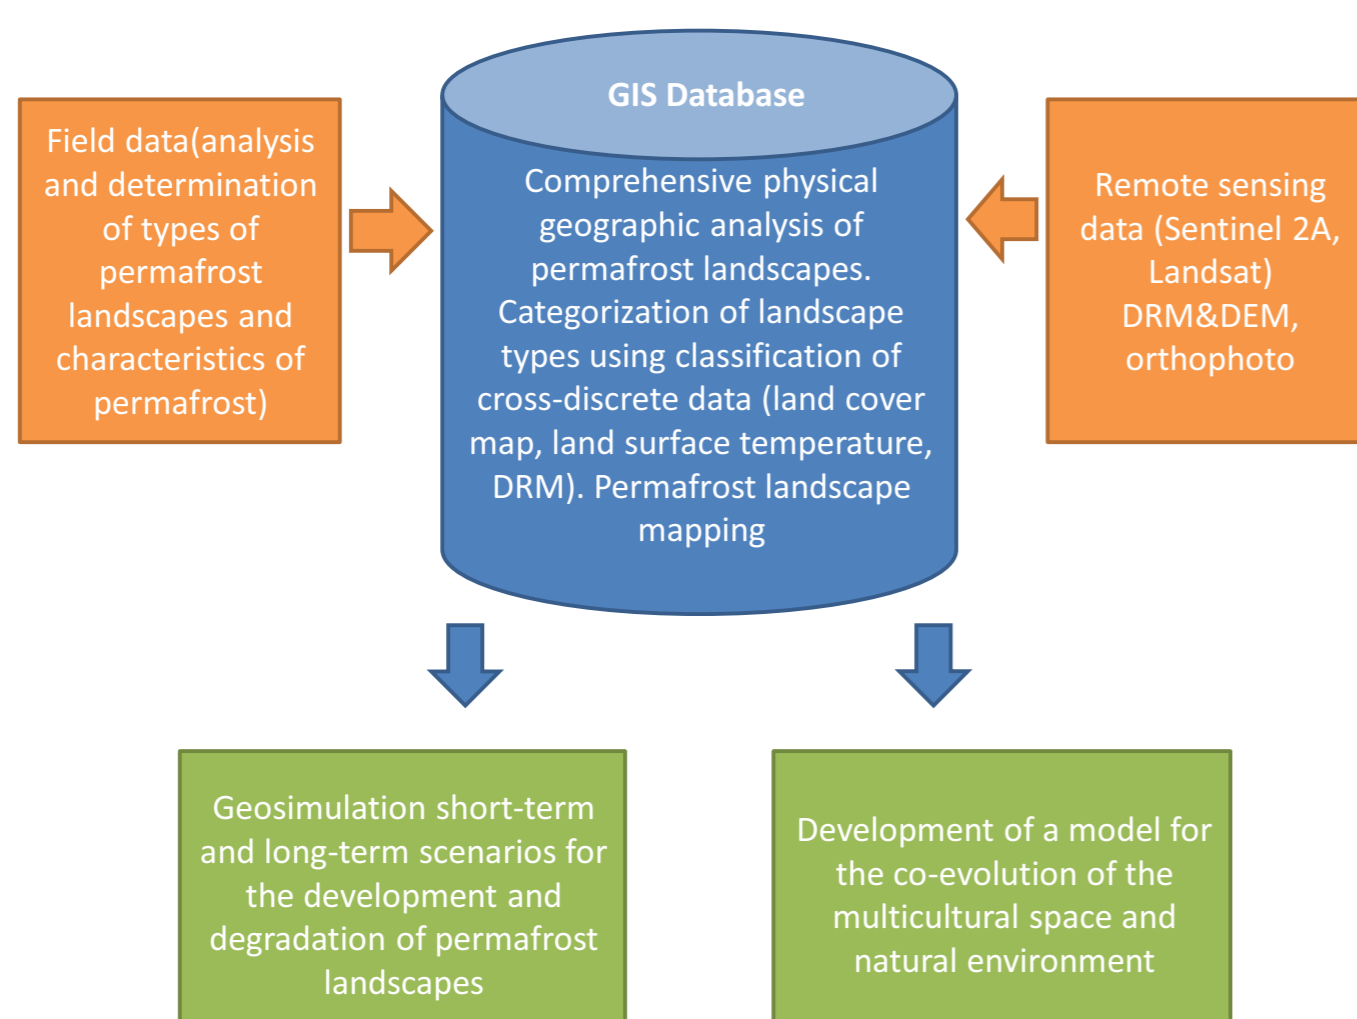 GIS Database
Field data(analysis
and determination
of types of
permafrost
landscapes and
characteristics of
permafrost)
Comprehensive physical
geographic analysis of
permafrost landscapes.
Categorization of landscape
types using classification of
cross-discrete data (land cover
map, land surface temperature,
DRM). Permafrost landscape
mapping
Remote sensing
data (Sentinel 2A,
Landsat)
DRM&DEM,
orthophoto
Geosimulation short-term
and long-term scenarios for
the development and
degradation of permafrost
landscapes
Development of a model for
the co-evolution of the
multicultural space and
natural environment